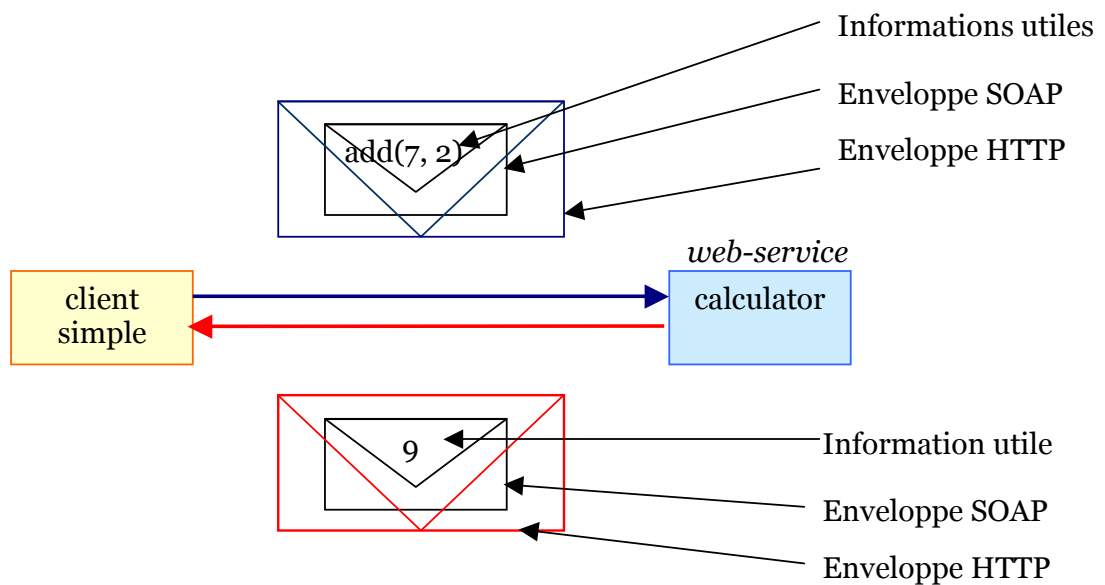 Informations utiles
Enveloppe SOAP
Enveloppe HTTP
add(7, 2)
web-service
client
simple
calculator
9
Information utile
Enveloppe SOAP
Enveloppe HTTP